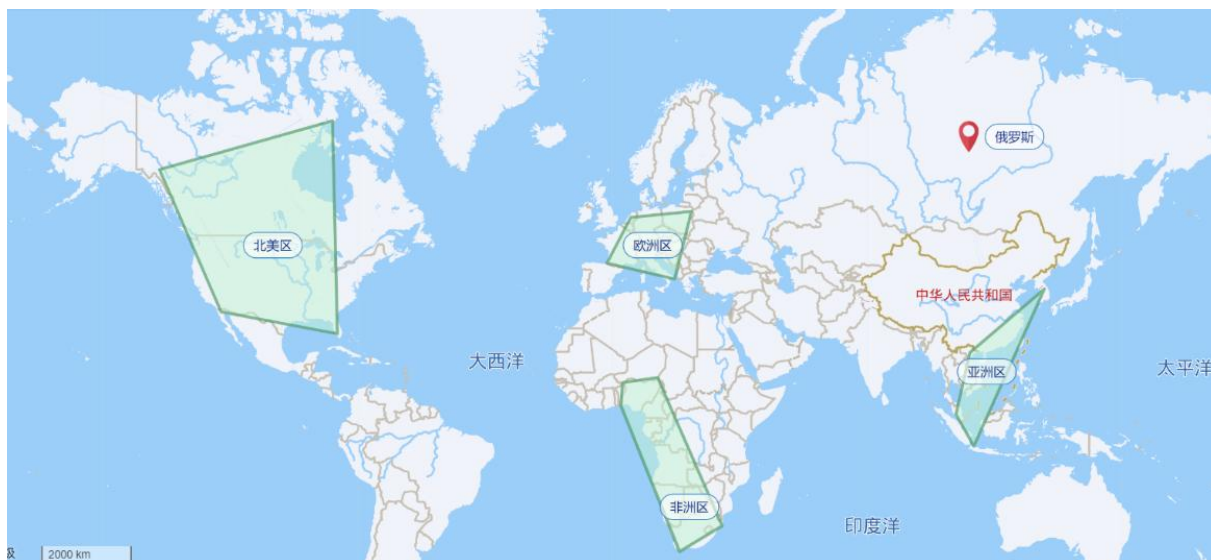 俄罗斯
北美区
欧洲区
中华人民共和国
大西洋
亚洲区
太平洋
非洲区
印度洋
级
2000 km